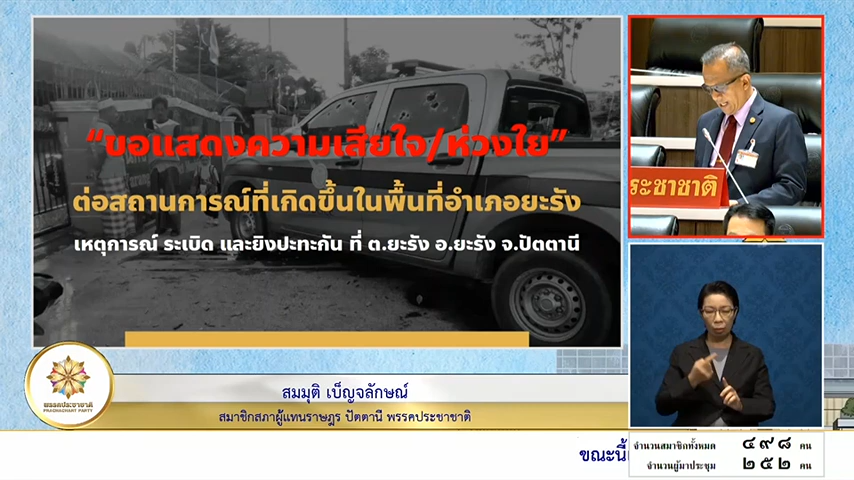 “ขอแสดงความเสียใจ/ห่วงใย”
ต่อสถานการณ์ที่เกิดขึ้นในพื้นที่อำเภอยะรัง
เหตุการณ์ ระเบิด และยิงปะทะกัน ที่ ต.ยะรัง อ.ยะรัง จ.ปัตตานี
ระชาชาติ
พรรคประชาชาติ
PRACHACHART PARTY
สมมุติ เบ็ญจลักษณ์
สมาชิกสภาผู้แทนราษฎร ปัตตานี พรรคประชาชาติ
ขณะนี้
จำนวนสมาชิกทั้งหมด ๔๙๘ คน
จำนวนผู้มาประชุม ๒๕๒ คน